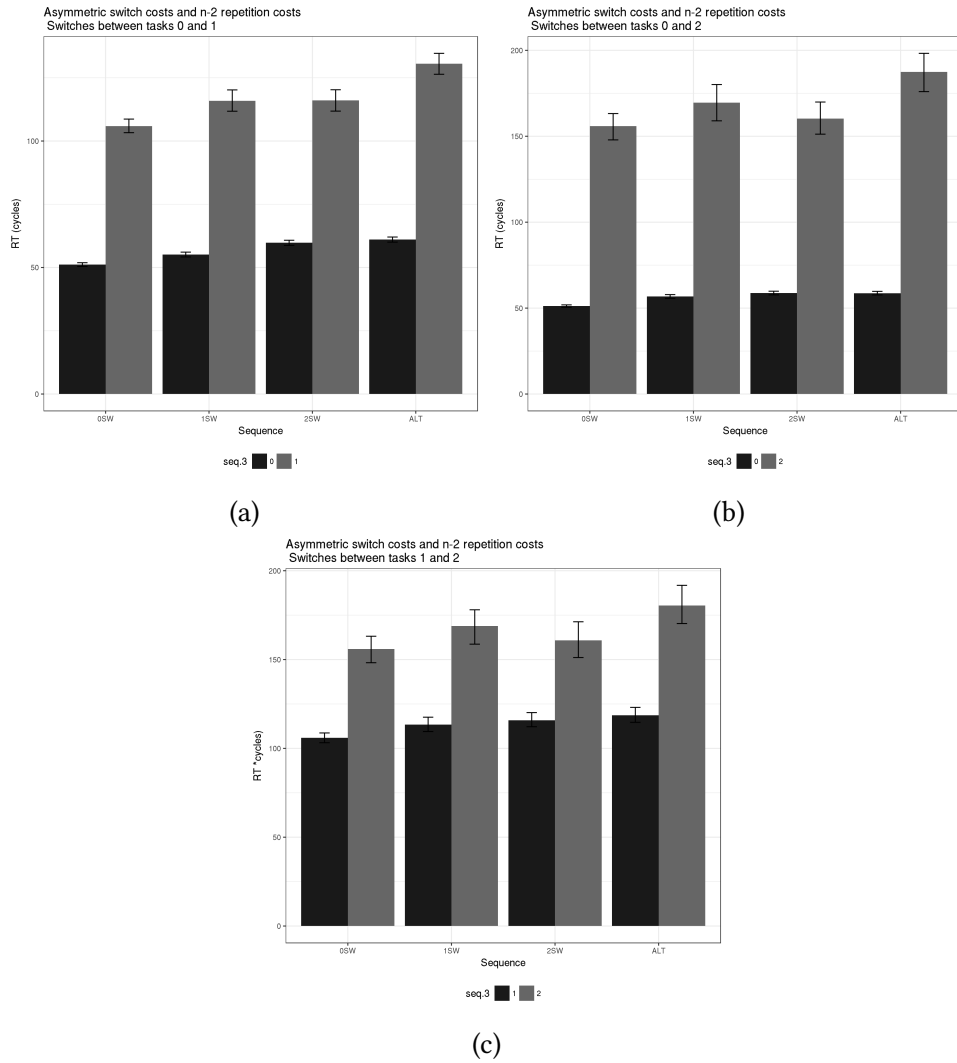 Asymmetric switch costs and n-2 repetition costs
Switches between tasks 0 and 1
RT (cycles)
100
50
0
0SW 1SW 2SW ALT
Sequence
seq.3 0 1
(a)
Asymmetric switch costs and n-2 repetition costs
Switches between tasks 0 and 2
RT (cycles)
200
150
100
50
0
0SW 1SW 2SW ALT
Sequence
seq.3 0 2
(b)
Asymmetric switch costs and n-2 repetition costs
Switches between tasks 1 and 2
RT *cycles)
200
150
100
50
0
0SW 1SW 2SW ALT
Sequence
seq.3 1 2
(c)